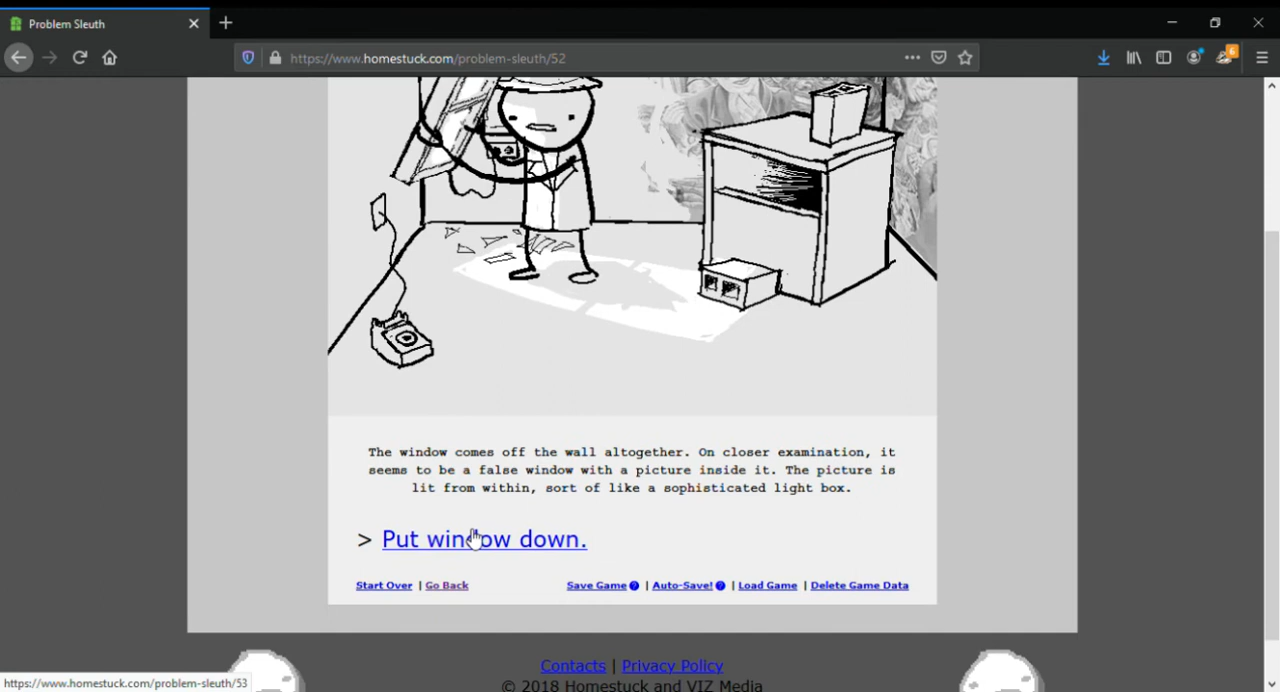 Problem Sleuth
https://www.homestuck.com/problem-sleuth/52
6
The window comes off the wall altogether. On closer examination, it
seems to be a false window with a picture inside it. The picture is
lit from within, sort of like a sophisticated light box.
> Put window down.
Start Over | Go Back Save Game ? | Auto-Save! ? | Load Game | Delete Game Data
Contacts | Privacy Policy
© 2018 Homestuck and VIZ Media
https://www.homestuck.com/problem-sleuth/53